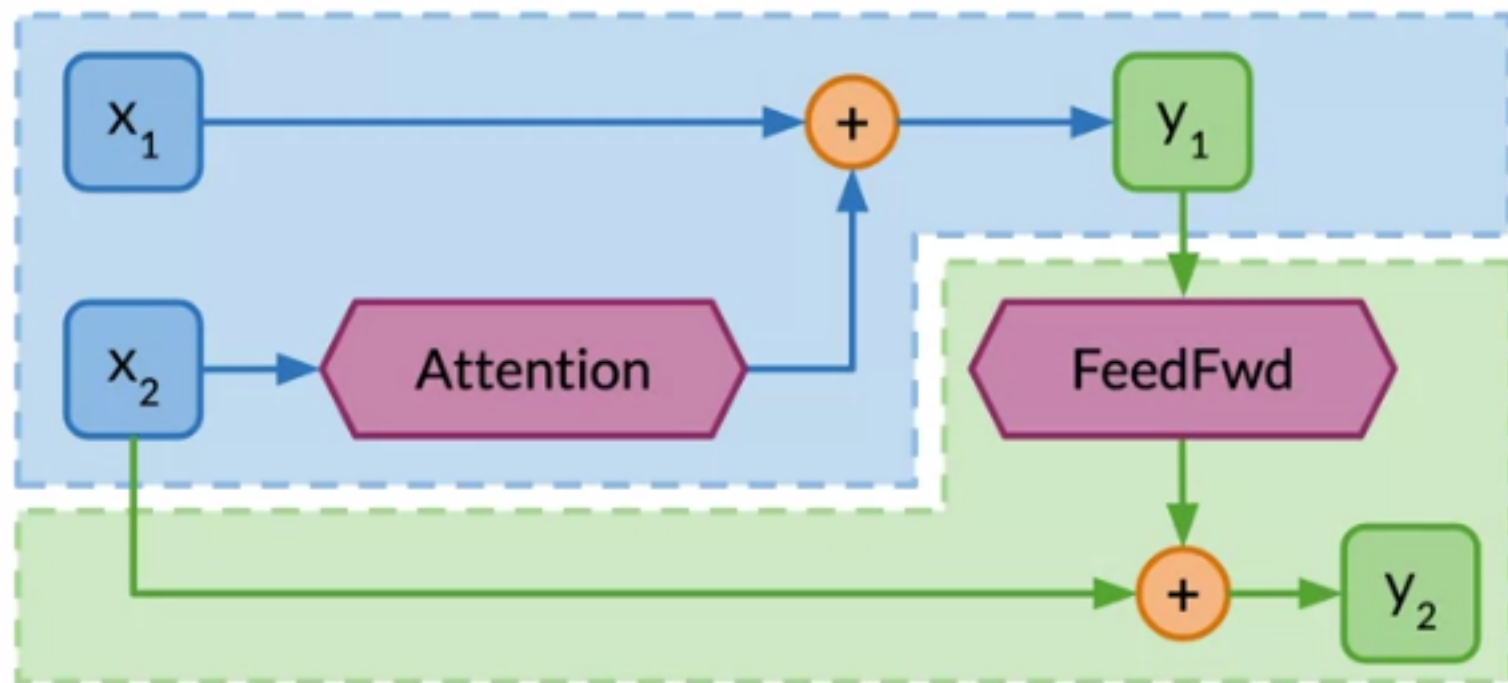 x₁
+
y₁
x₂
Attention
FeedFwd
+
y₂